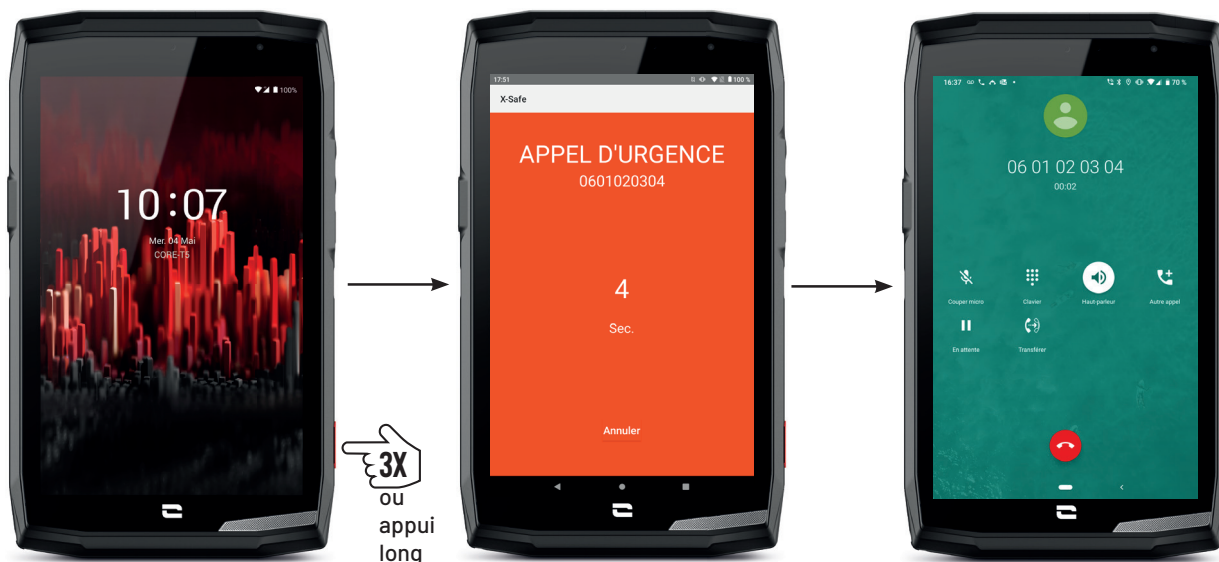 100%
10:07
Mer. 04 Mai
CORE-T5
3X
ou
appui
long
17:51
100 %
X-Safe
APPEL D'URGENCE
0601020304
4
Sec.
Annuler
16:37
70 %
06 01 02 03 04
00:02
Couper micro
Clavier
Haut-parleur
Autre appel
En attente
Transférer